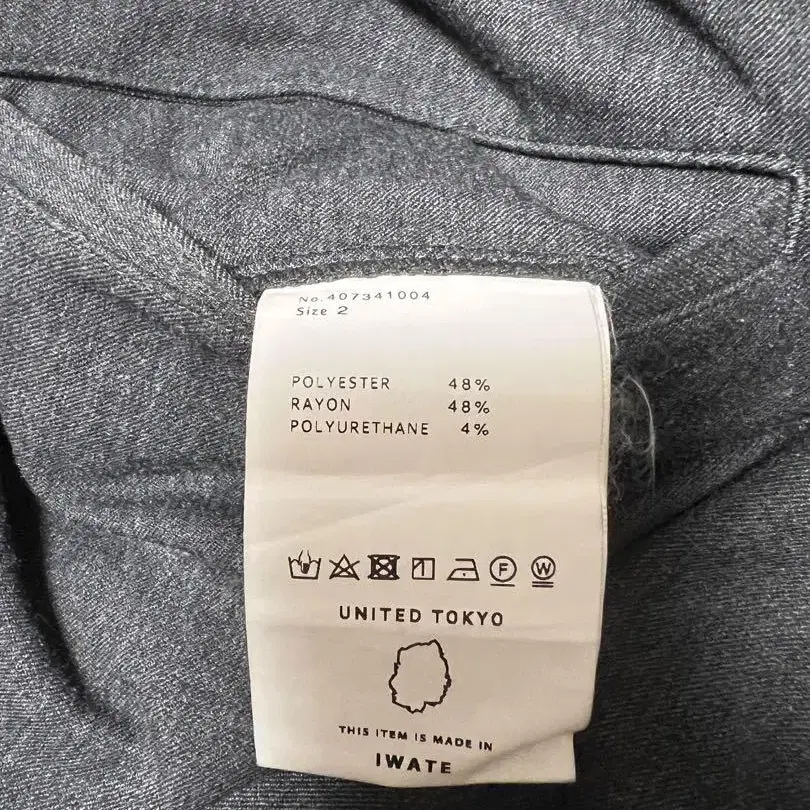 No. 407341004
Size 2
POLYESTER 48%
RAYON 48%
POLYURETHANE 4%
F W
UNITED TOKYO
THIS ITEM IS MADE IN
IWATE